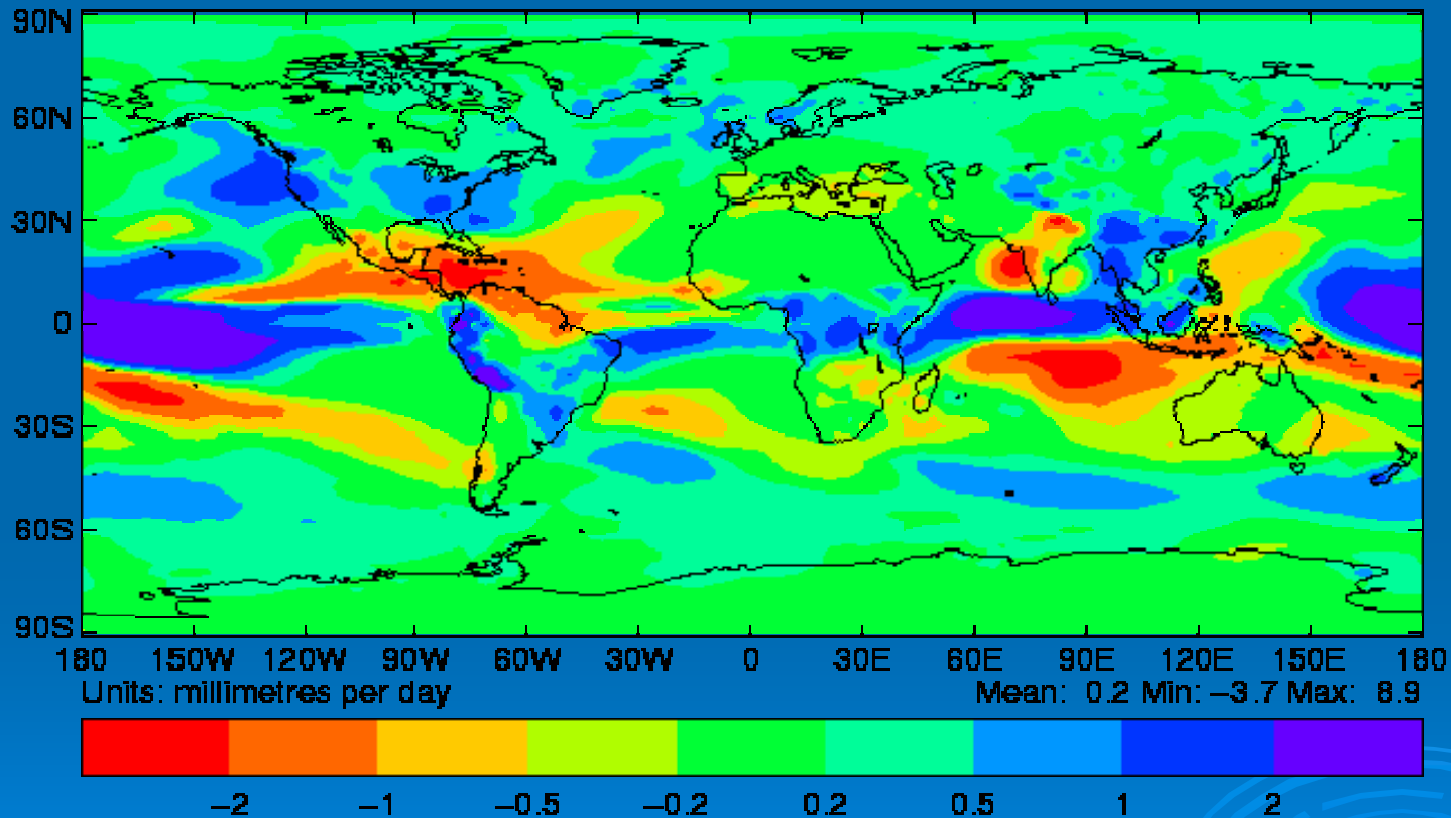 90N
60N
30N
0
30S
60S
90S
180 150W 120W 90W 60W 30W 0 30E 60E 90E 120E 150E 180
Units: millimetres per day Mean: 0.2 Min: −3.7 Max: 8.9
−2 −1 −0.5 −0.2 0.2 0.5 1 2